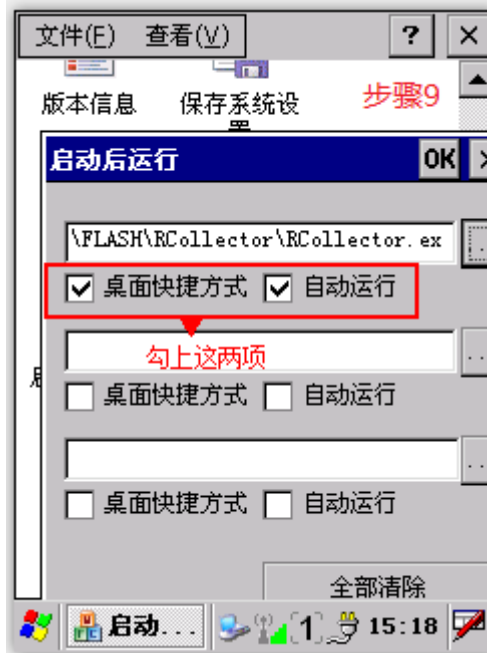 文件(F) 查看(V) ? ×
版本信息 保存系统设置
步骤9
启动后运行 OK
\FLASH\RCollector\RCollector.ex
桌面快捷方式 自动运行
勾上这两项
桌面快捷方式 自动运行
桌面快捷方式 自动运行
全部清除
启动... 1 15:18